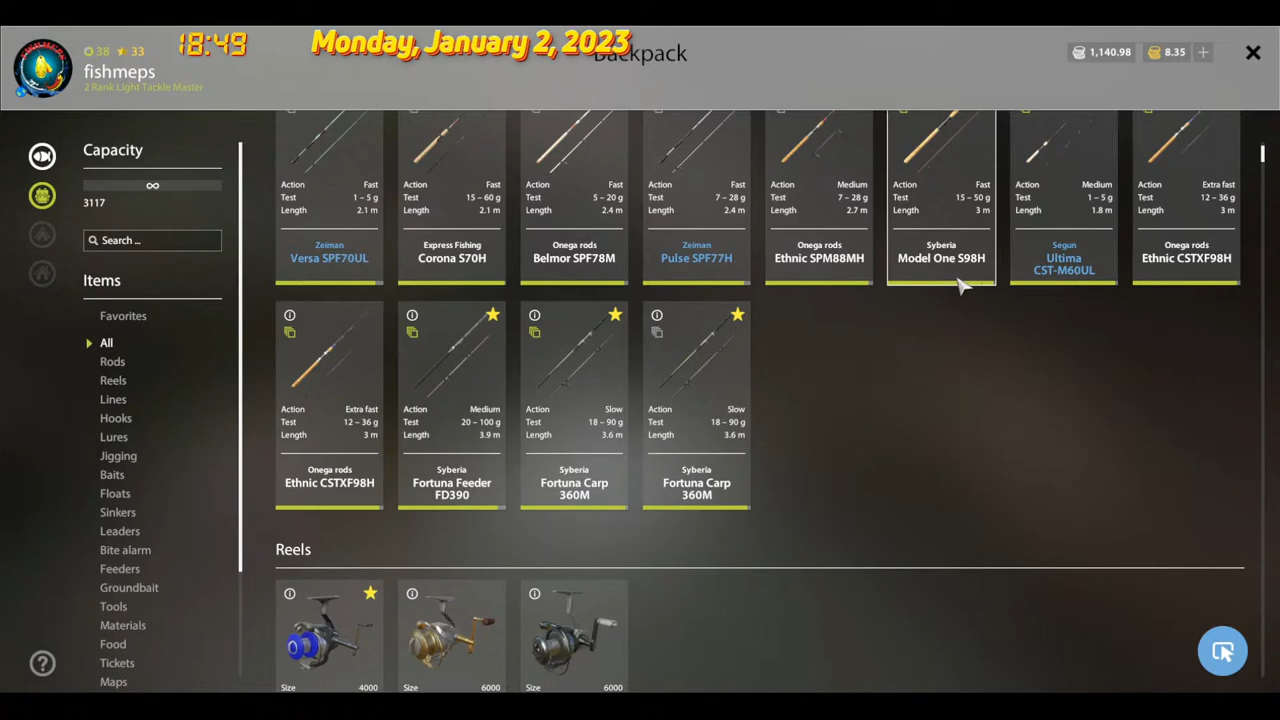 38 33
fishmeps
2 Rank Light Tackle Master
18:49
Monday, January 2, 2023
Backpack
1,140.98
8.35
Capacity
∞
3117
Search ...
Items
Favorites
All
Rods
Reels
Lines
Hooks
Lures
Jigging
Baits
Floats
Sinkers
Leaders
Bite alarm
Feeders
Groundbait
Tools
Materials
Food
Tickets
Maps
Action Fast
Test 1 – 5 g
Length 2.1 m
Zeiman
Versa SPF70UL
Action Fast
Test 15 – 60 g
Length 2.1 m
Express Fishing
Corona S70H
Action Fast
Test 5 – 20 g
Length 2.4 m
Onega rods
Belmor SPF78M
Action Fast
Test 7 – 28 g
Length 2.4 m
Zeiman
Pulse SPF77H
Action Medium
Test 7 – 28 g
Length 2.7 m
Onega rods
Ethnic SPM88MH
Action Fast
Test 15 – 50 g
Length 3 m
Syberia
Model One S98H
Action Medium
Test 1 – 5 g
Length 1.8 m
Segun
Ultima
CST-M60UL
Action Extra fast
Test 12 – 36 g
Length 3 m
Onega rods
Ethnic CSTXF98H
Action Extra fast
Test 12 – 36 g
Length 3 m
Onega rods
Ethnic CSTXF98H
Action Medium
Test 20 – 100 g
Length 3.9 m
Syberia
Fortuna Feeder
FD390
Action Slow
Test 18 – 90 g
Length 3.6 m
Syberia
Fortuna Carp
360M
Action Slow
Test 18 – 90 g
Length 3.6 m
Syberia
Fortuna Carp
360M
Reels
Size 4000
Size 6000
Size 6000